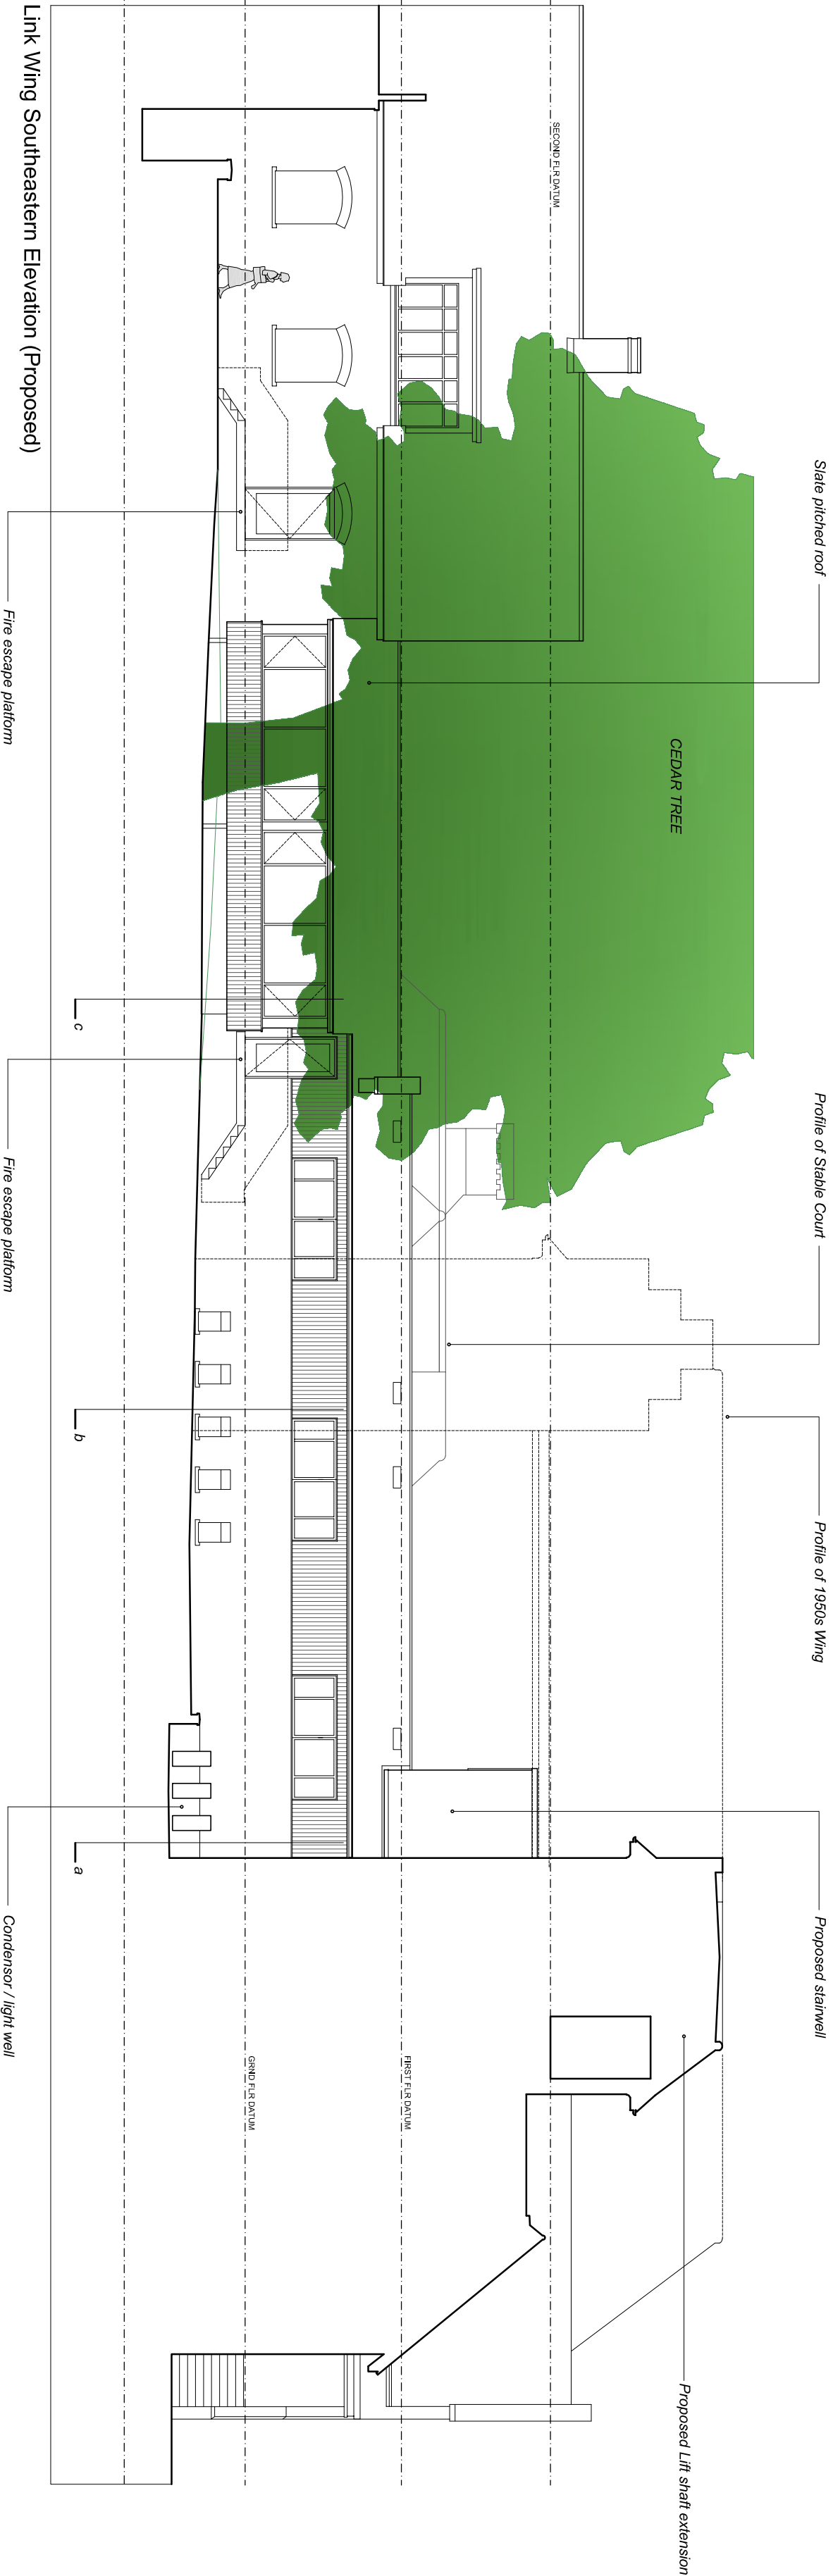 Slate pitched roof
Profile of Stable Court
Profile of 1950s Wing
Proposed stairwell
Proposed Lift shaft extension
CEDAR TREE
SECOND FLR DATUM
FIRST FLR DATUM
GRND FLR DATUM
c
b
a
Fire escape platform
Fire escape platform
Condensor / light well
Link Wing Southeastern Elevation (Proposed)